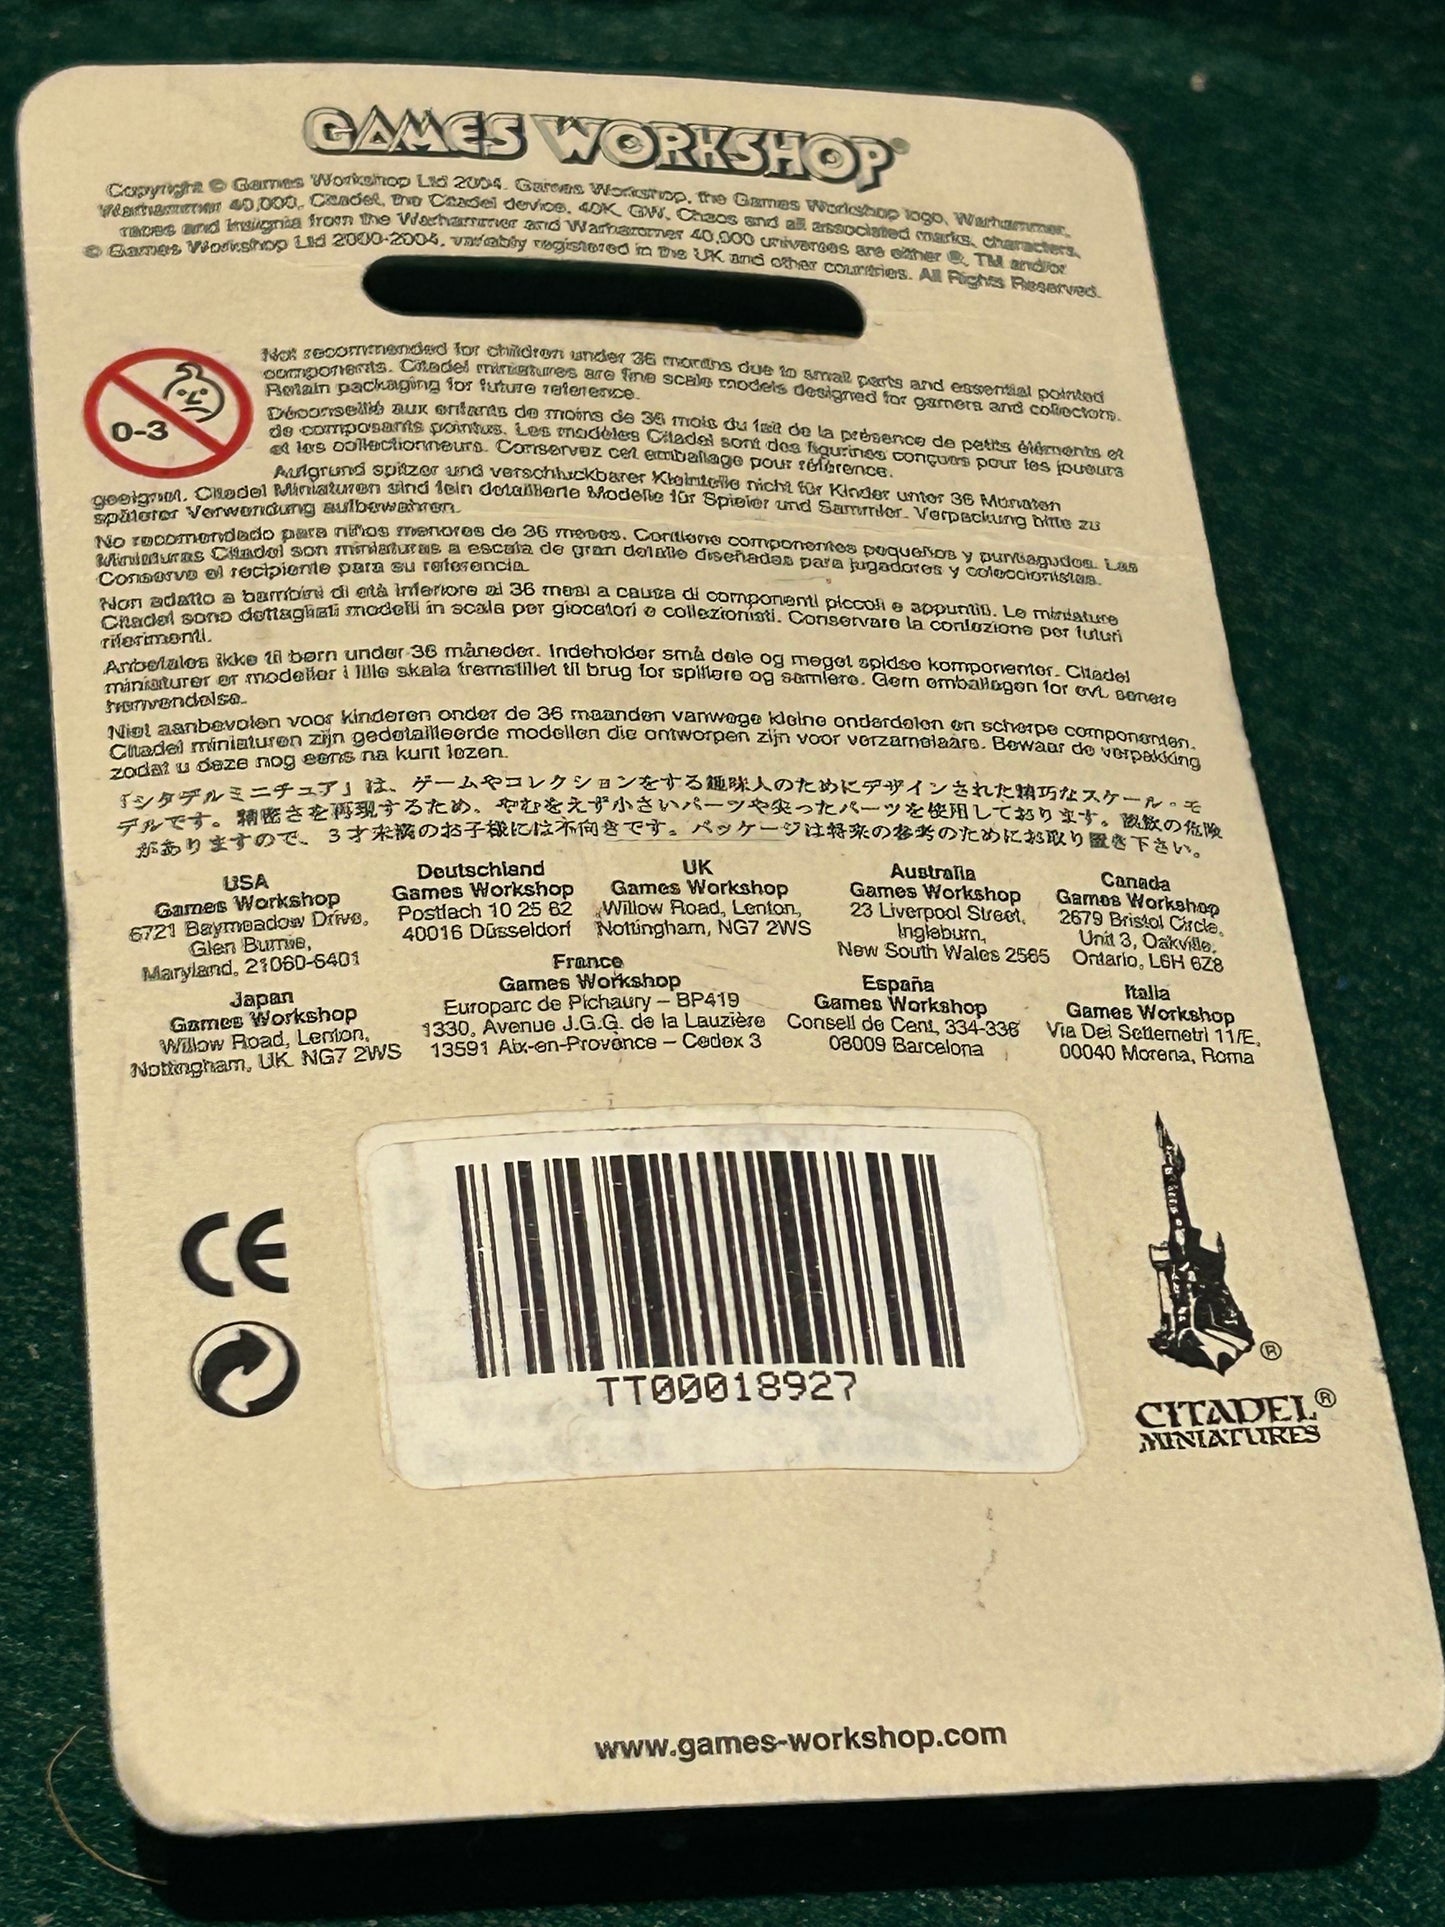 GAMES WORKSHOP®
Copyright © Games Workshop Ltd 2004. Games Workshop, the Games Workshop logo, Warhammer,
Warhammer 40,000, Citadel, the Citadel device, 40K, GW, Chaos and all associated marks, characters,
races and insignia from the Warhammer and Warhammer 40,000 universes are either ®, TM and/or
© Games Workshop Ltd 2000-2004, variably registered in the UK and other countries. All Rights Reserved.
0-3
Not recommended for children under 36 months due to small parts and essential pointed
components. Citadel miniatures are fine scale models designed for gamers and collectors.
Retain packaging for future reference.
Déconseillé aux enfants de moins de 36 mois du fait de la présence de petits éléments et
de composants pointus. Les modèles Citadel sont des figurines conçues pour les joueurs
et les collectionneurs. Conservez cet emballage pour référence.
Aufgrund spitzer und verschluckbarer Kleinteile nicht für Kinder unter 36 Monaten
geeignet. Citadel Miniaturen sind fein detaillierte Modelle für Spieler und Sammler. Verpackung bitte zu
späterer Verwendung aufbewahren.
No recomendado para niños menores de 36 meses. Contiene componentes pequeños y puntiagudos. Las
Miniaturas Citadel son miniaturas a escala de gran detalle diseñadas para jugadores y coleccionistas.
Conserve el recipiente para su referencia.
Non adatto a bambini di età inferiore ai 36 mesi a causa di componenti piccoli e appuntiti. Le miniature
Citadel sono dettagliati modelli in scala per giocatori e collezionisti. Conservare la confezione per futuri
riferimenti.
Anbefales ikke til børn under 36 måneder. Indeholder små dele og meget spidse komponenter. Citadel
miniaturer er modeller i lille skala fremstillet til brug for spillere og samlere. Gem emballagen for evt. senere
henvendelse.
Niet aanbevolen voor kinderen onder de 36 maanden vanwege kleine onderdelen en scherpe componenten.
Citadel miniaturen zijn gedetailleerde modellen die ontworpen zijn voor verzamelaars. Bewaar de verpakking
zodat u deze nog eens na kunt lezen.
「シタデルミニチュア」は、ゲームやコレクションをする趣味人のためにデザインされた精巧なスケール・モ
デルです。精密さを再現するため、やむをえず小さいパーツや尖ったパーツを使用しております。誤飲の危険
がありますので、3才未満のお子様には不向きです。パッケージは将来の参考のためにお取り置き下さい。
USA
Games Workshop
6721 Baymeadow Drive,
Glen Burnie,
Maryland, 21060-6401
Deutschland
Games Workshop
Postfach 10 25 62
40016 Düsseldorf
UK
Games Workshop
Willow Road, Lenton,
Nottingham, NG7 2WS
Australia
Games Workshop
23 Liverpool Street,
Ingleburn,
New South Wales 2565
Canada
Games Workshop
2679 Bristol Circle,
Unit 3, Oakville,
Ontario, L6H 6Z8
Japan
Games Workshop
Willow Road, Lenton,
Nottingham, UK. NG7 2WS
France
Games Workshop
Europarc de Pichaury – BP419
1330, Avenue J.G.G. de la Lauzière
13591 Aix-en-Provence – Cedex 3
España
Games Workshop
Consell de Cent, 334-336
08009 Barcelona
Italia
Games Workshop
Via Dei Settemetri 11/E,
00040 Morena, Roma
CE
TT00018927
®
CITADEL®
MINIATURES
www.games-workshop.com